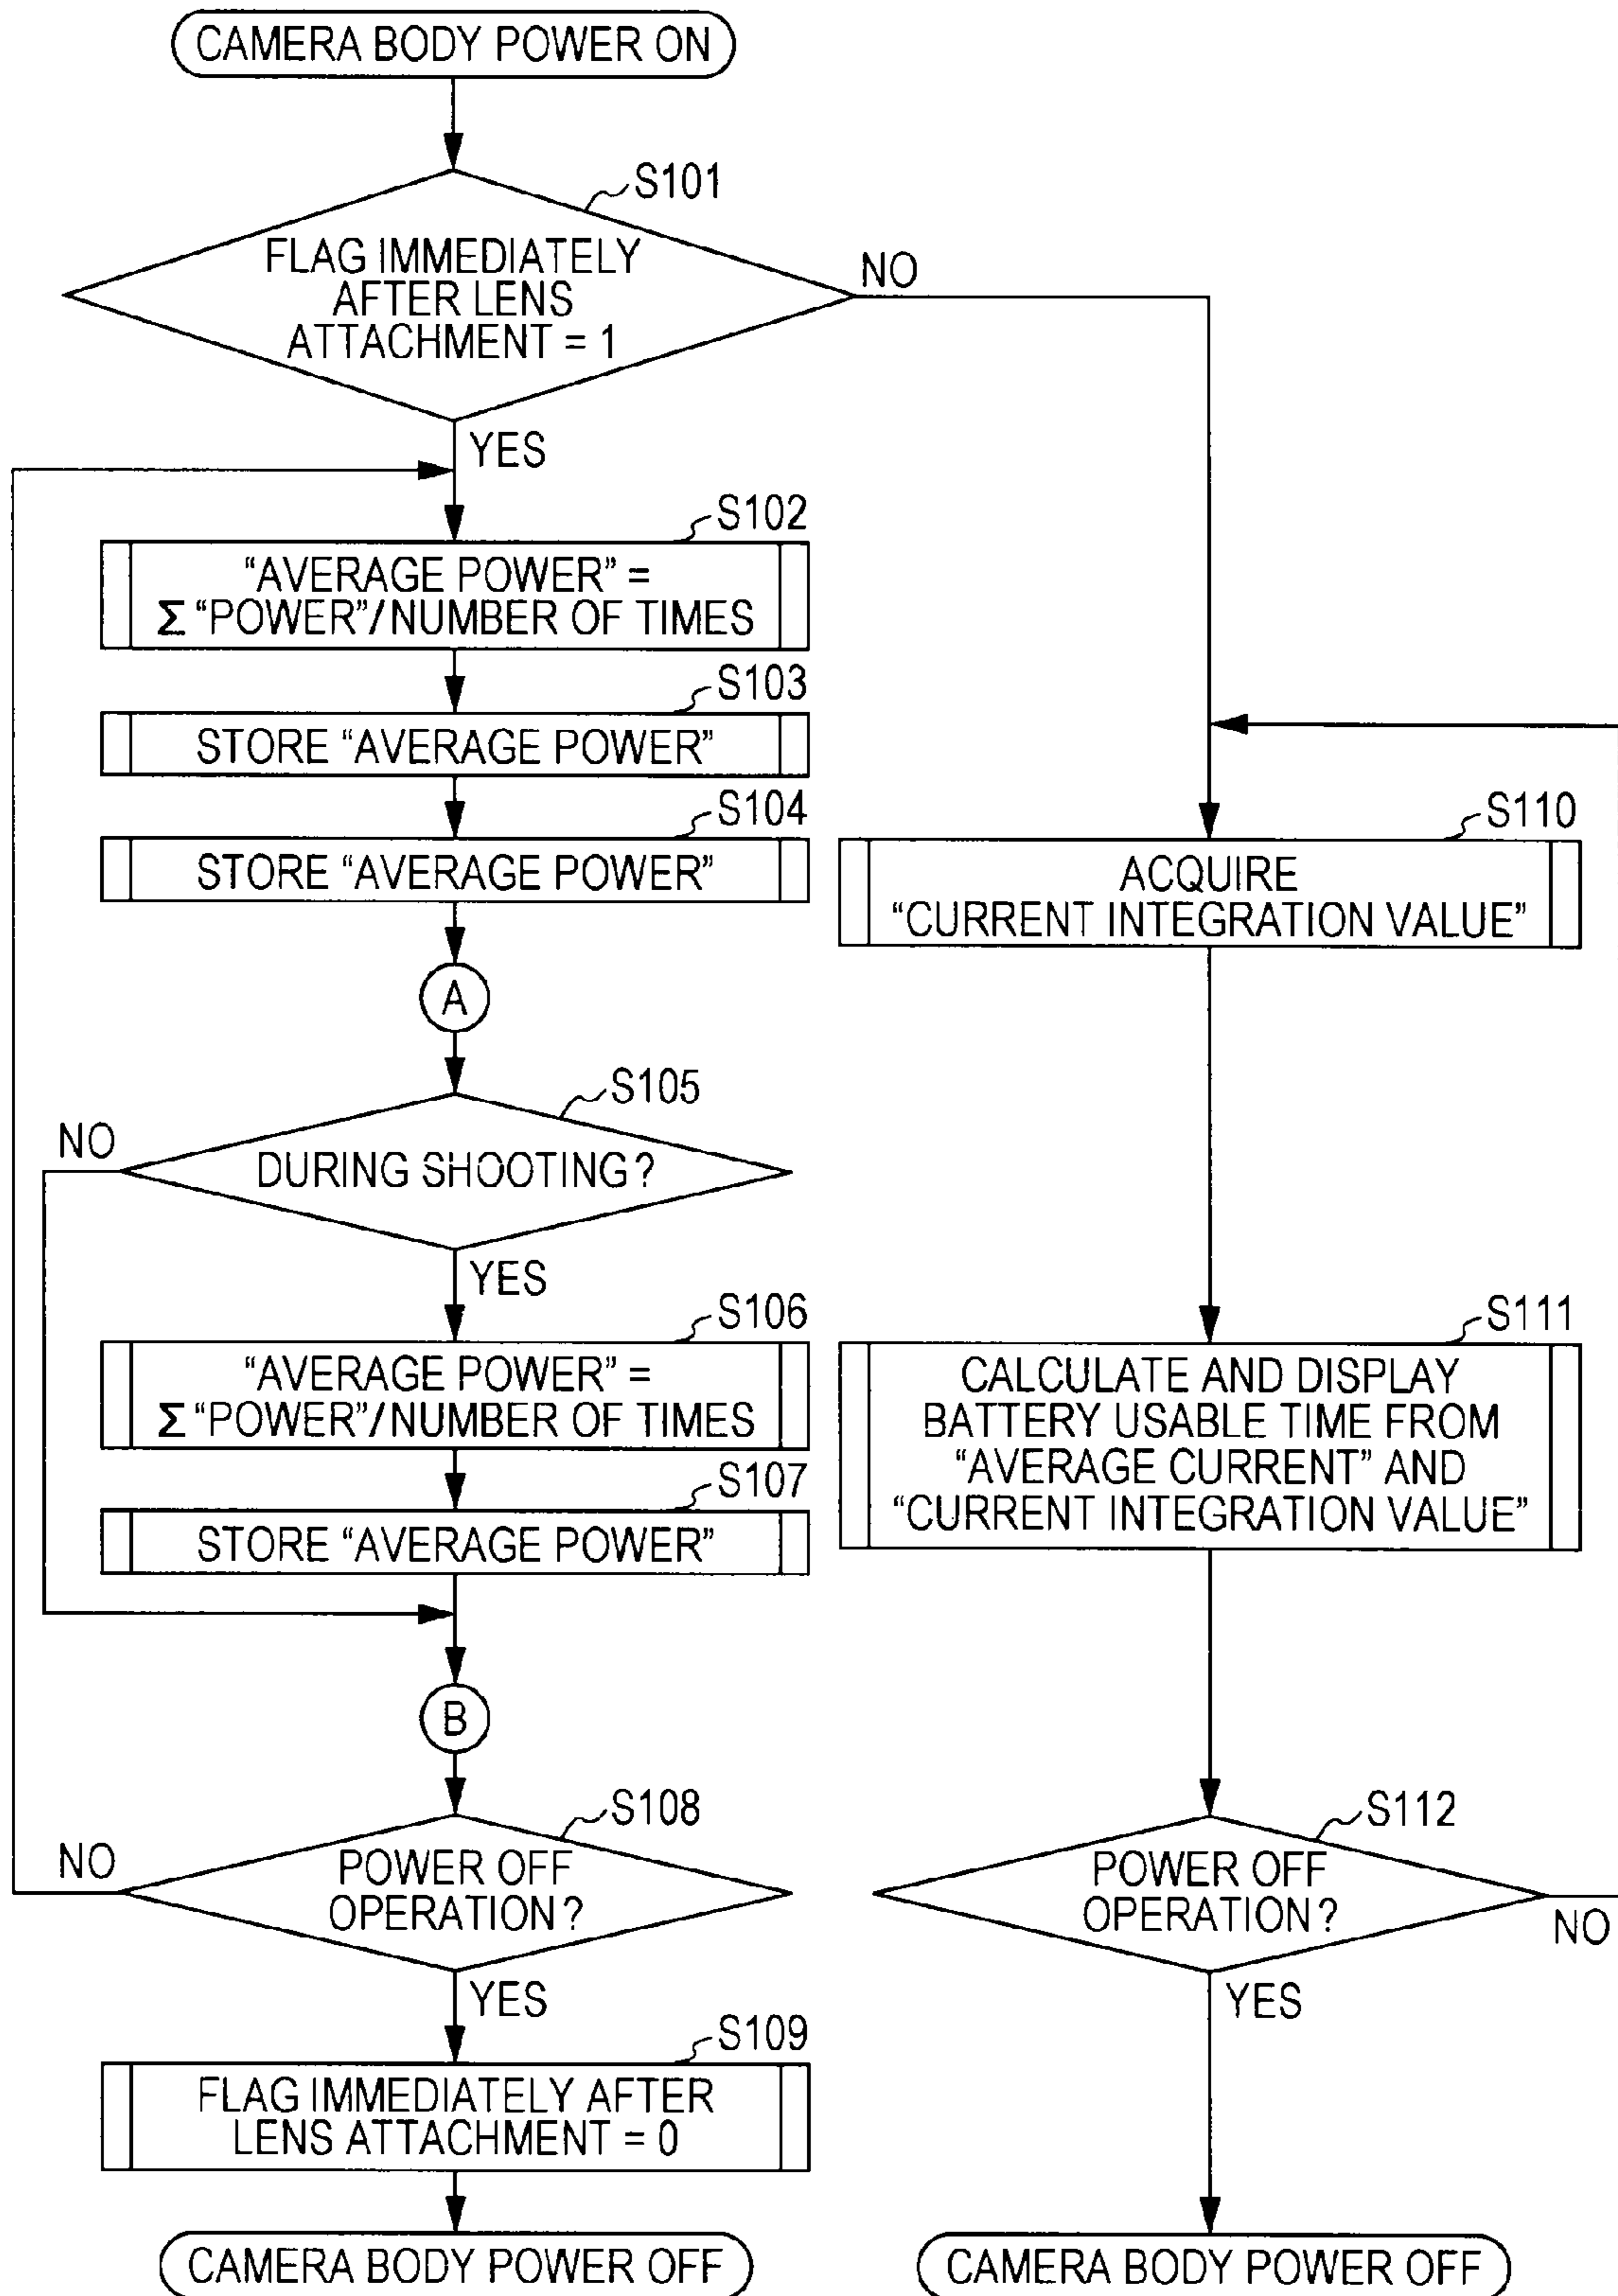 CAMERA BODY POWER ON
S101
FLAG IMMEDIATELY
AFTER LENS
ATTACHMENT = 1
NO
YES
S102
“AVERAGE POWER” =
Σ “POWER”/NUMBER OF TIMES
S103
STORE “AVERAGE POWER”
S104
STORE “AVERAGE POWER”
A
S105
DURING SHOOTING?
NO
YES
S106
“AVERAGE POWER” =
Σ “POWER”/NUMBER OF TIMES
S107
STORE “AVERAGE POWER”
B
S108
POWER OFF
OPERATION?
NO
YES
S109
FLAG IMMEDIATELY AFTER
LENS ATTACHMENT = 0
CAMERA BODY POWER OFF
S110
ACQUIRE
“CURRENT INTEGRATION VALUE”
S111
CALCULATE AND DISPLAY
BATTERY USABLE TIME FROM
“AVERAGE CURRENT” AND
“CURRENT INTEGRATION VALUE”
S112
POWER OFF
OPERATION?
NO
YES
CAMERA BODY POWER OFF